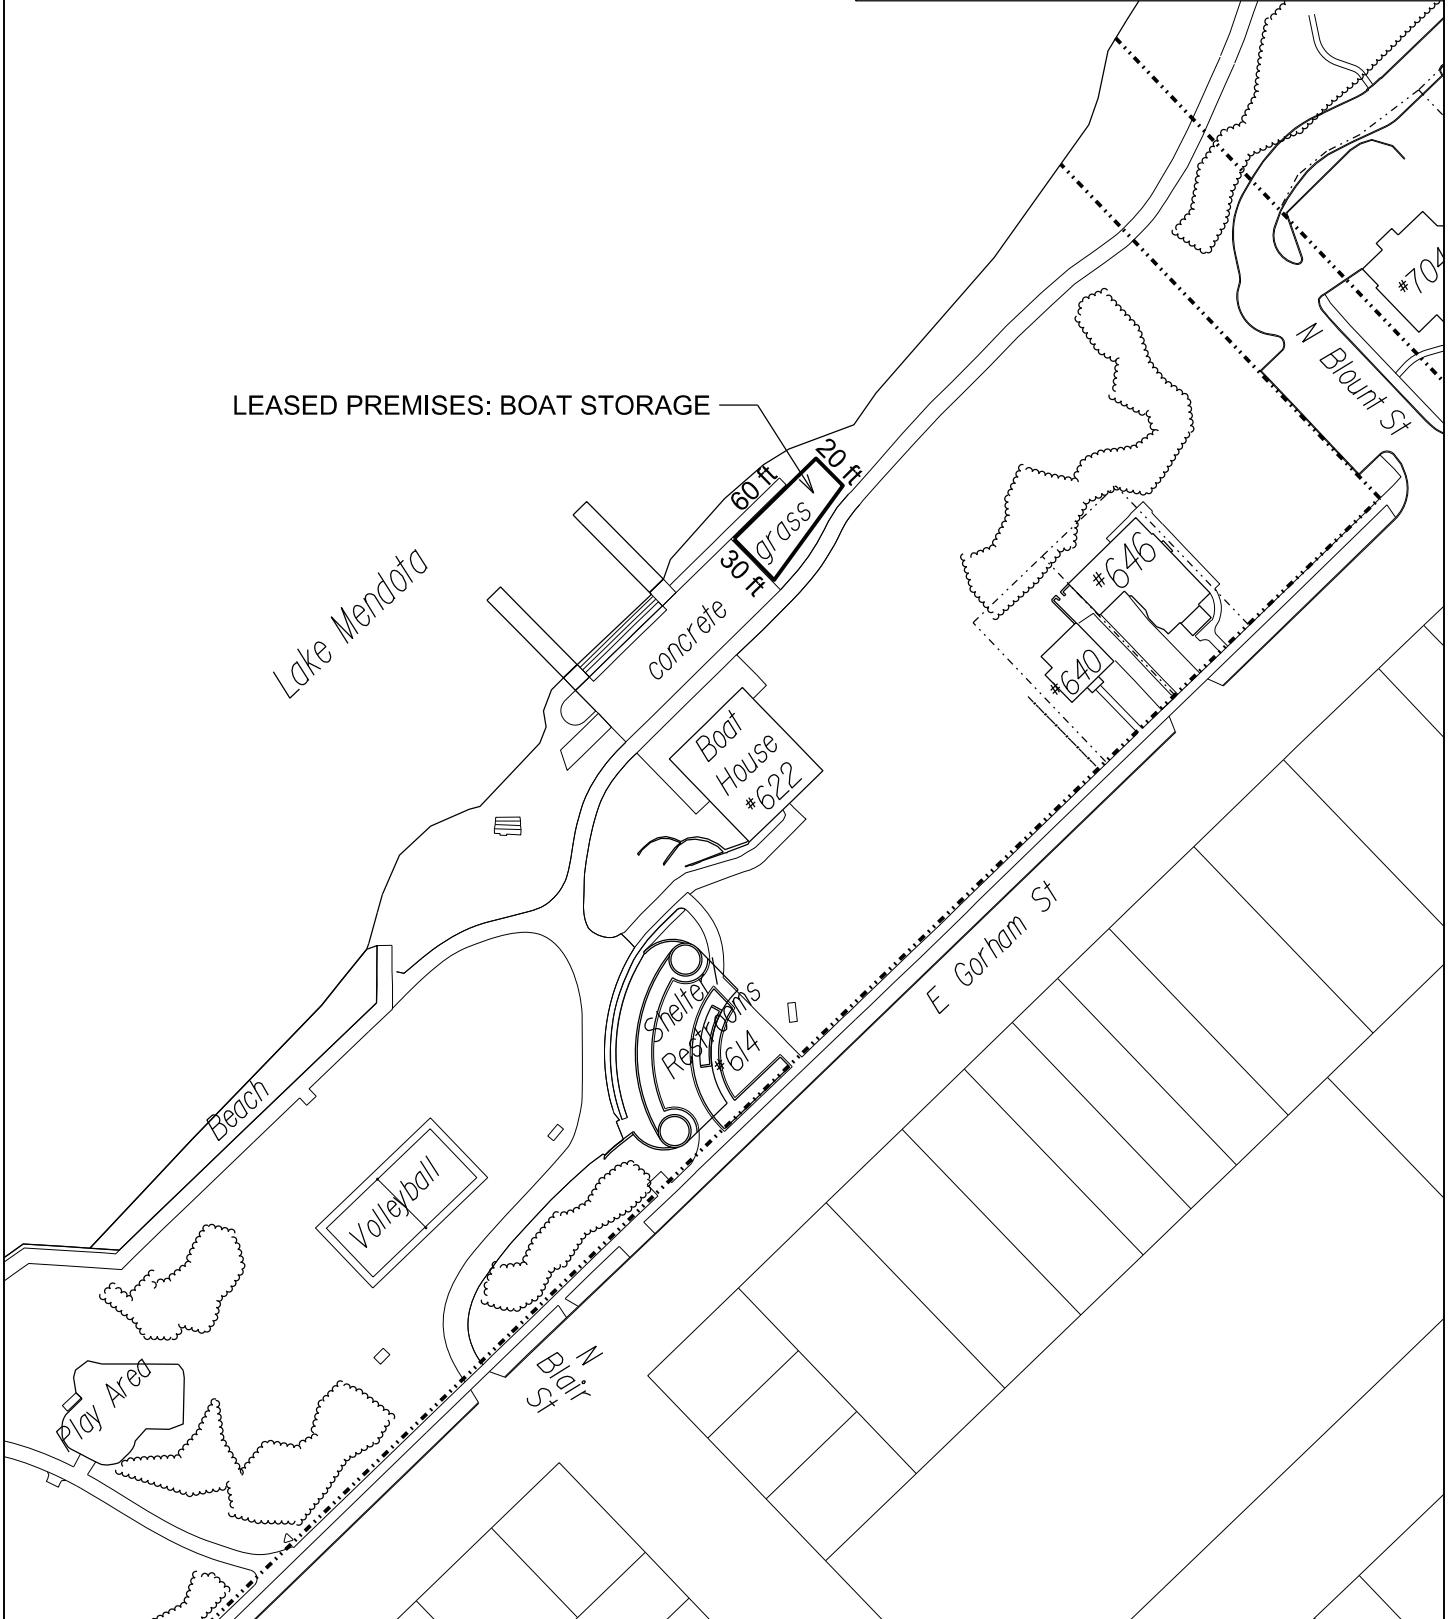 #704
N Blount St
LEASED PREMISES: BOAT STORAGE
20 ft
60 ft
grass
30 ft
Lake Mendota
concrete
#646
#640
Boat
House
#622
E Gorham St
Shelter /
Restrooms
#614
Beach
Volleyball
N
Blair
St
Play Area